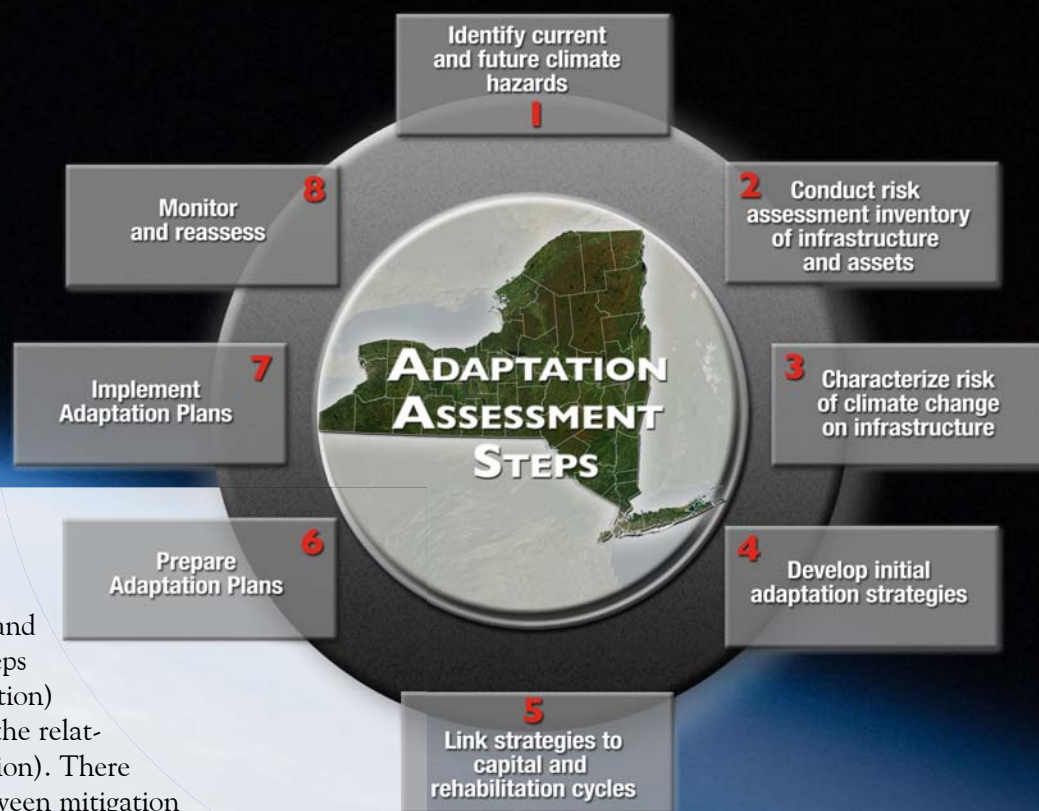 Identify current
and future climate
hazards
1
2
Conduct risk
assessment inventory
of infrastructure
and assets
3
Characterize risk
of climate change
on infrastructure
4
Develop initial
adaptation strategies
5
Link strategies to
capital and
rehabilitation cycles
6
Prepare
Adaptation Plans
7
Implement
Adaptation Plans
8
Monitor
and reassess
ADAPTATION
ASSESSMENT
STEPS
and
eps
tion)
the relat-
ion). There
ween mitigation